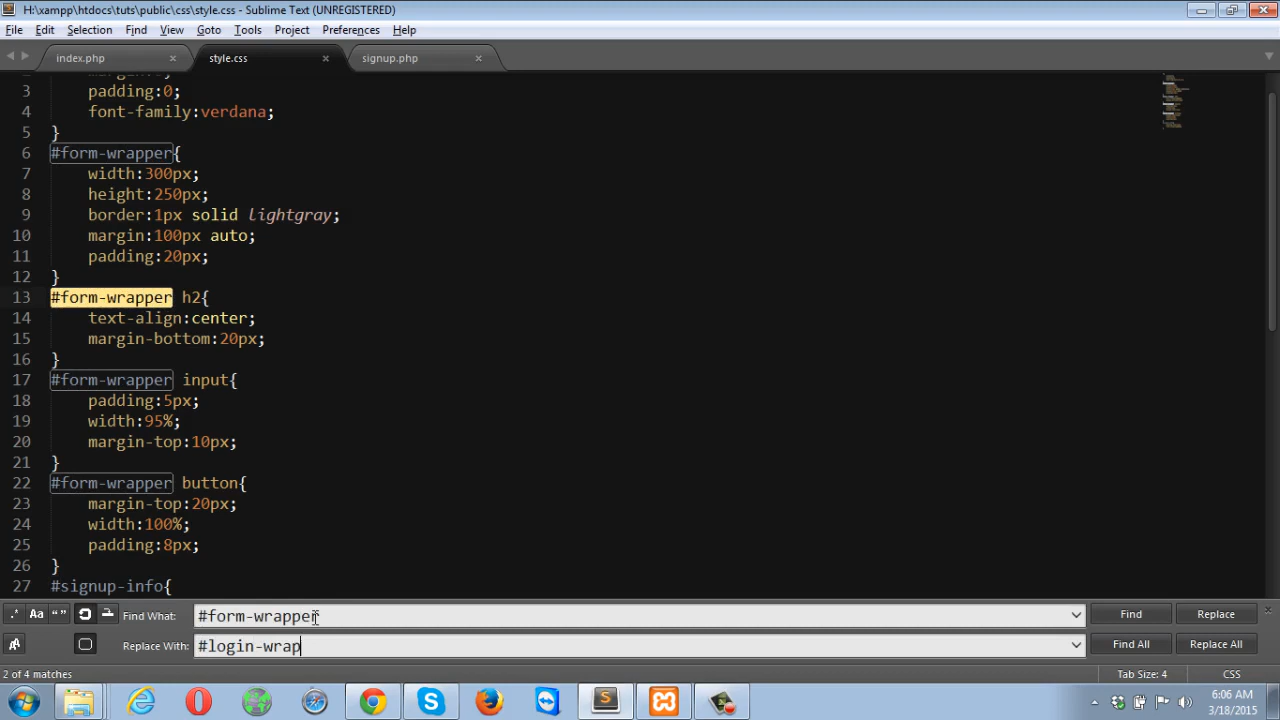 H:\xampp\htdocs\tuts\public\css\style.css - Sublime Text (UNREGISTERED)
File Edit Selection Find View Goto Tools Project Preferences Help
index.php × style.css × signup.php ×
3 padding:0;
4 font-family:verdana;
5 }
6 #form-wrapper{
7 width:300px;
8 height:250px;
9 border:1px solid lightgray;
10 margin:100px auto;
11 padding:20px;
12 }
13 #form-wrapper h2{
14 text-align:center;
15 margin-bottom:20px;
16 }
17 #form-wrapper input{
18 padding:5px;
19 width:95%;
20 margin-top:10px;
21 }
22 #form-wrapper button{
23 margin-top:20px;
24 width:100%;
25 padding:8px;
26 }
27 #signup-info{
.* Aa “ ” Find What: #form-wrapper Find Replace
Replace With: #login-wrap Find All Replace All
2 of 4 matches Tab Size: 4 CSS
6:06 AM
3/18/2015